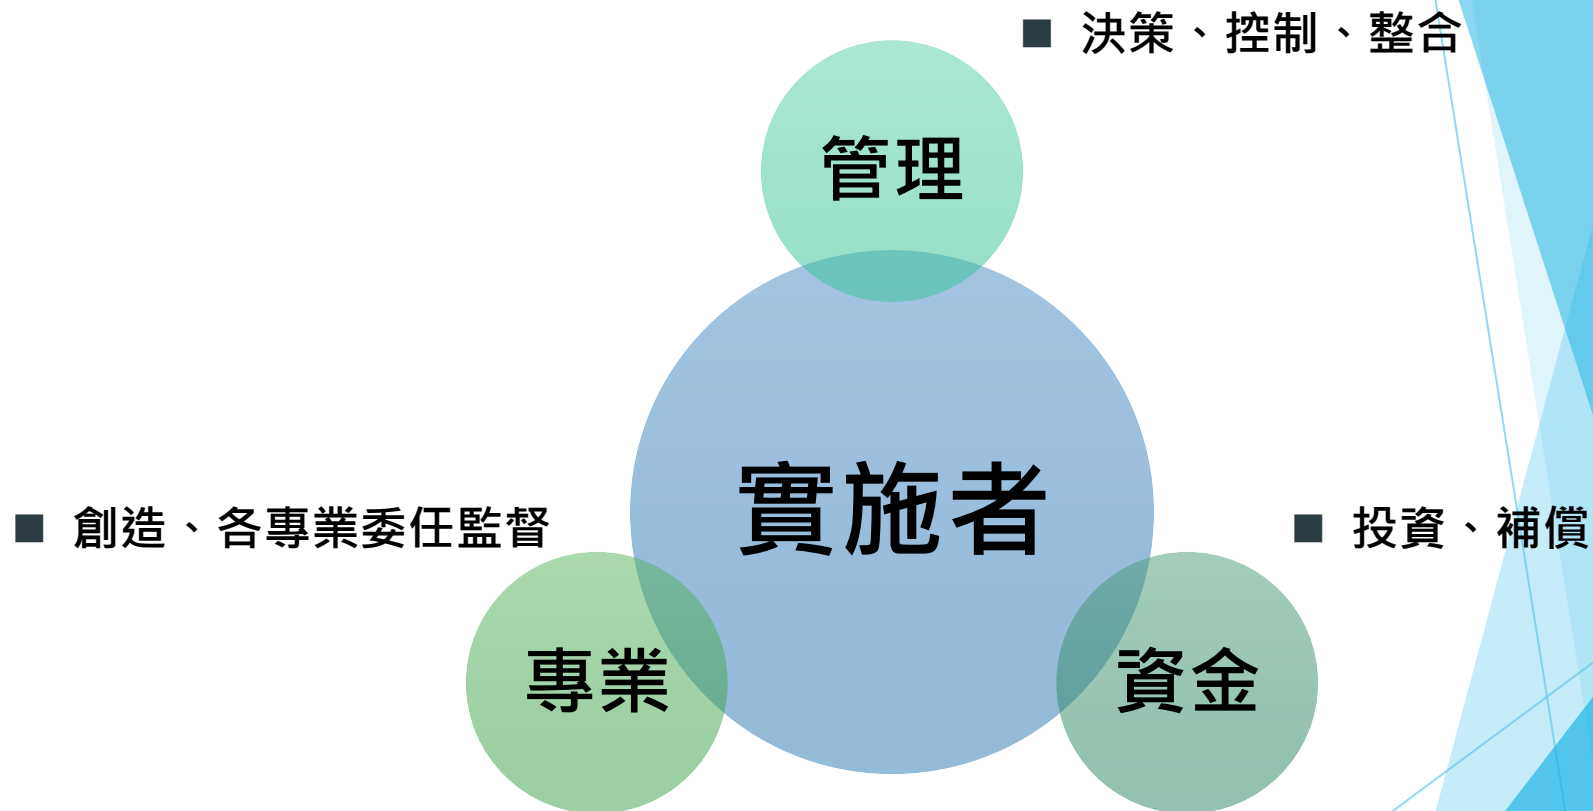 ■ 決策、控制、整合
管理
實施者
■ 創造、各專業委任監督
■ 投資、補償
專業
資金